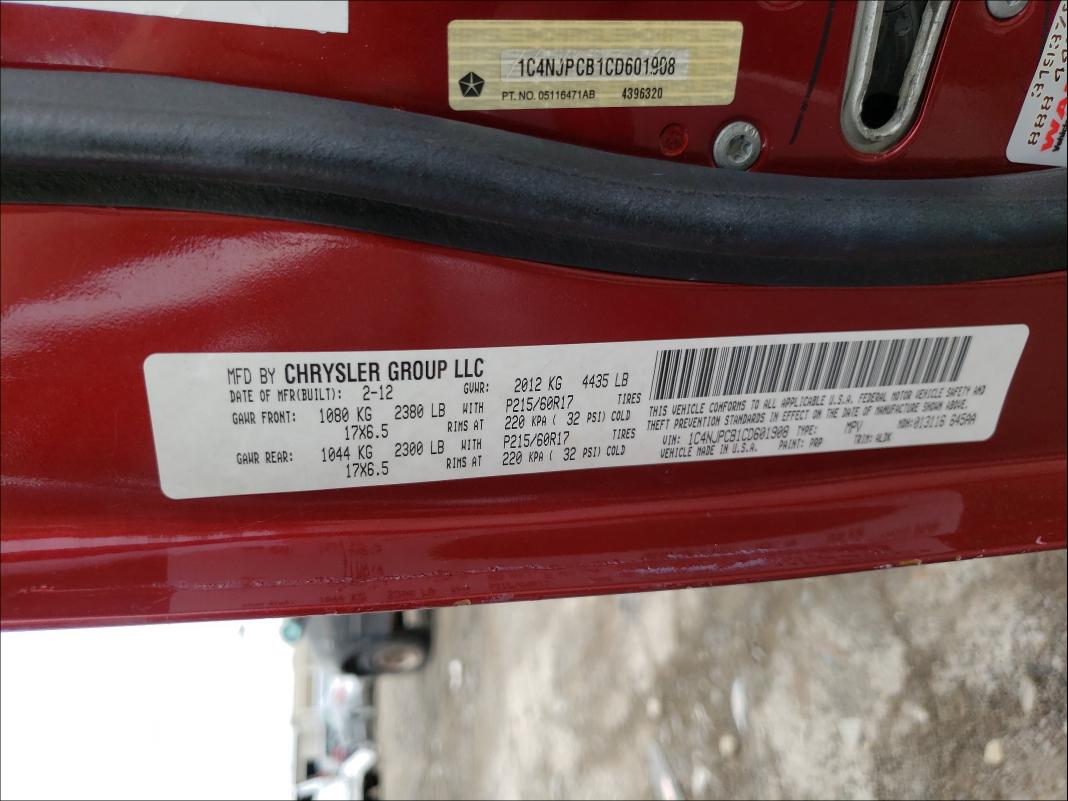 1C4NJPCB1CD601908
PT. NO. 05116471AB 4396320
MFD BY CHRYSLER GROUP LLC
DATE OF MFR(BUILT): 2-12 GVWR: 2012 KG 4435 LB
GAWR FRONT: 1080 KG 2380 LB WITH P215/60R17 TIRES
17X6.5 RIMS AT 220 KPA ( 32 PSI) COLD
GAWR REAR: 1044 KG 2300 LB WITH P215/60R17 TIRES
17X6.5 RIMS AT 220 KPA ( 32 PSI) COLD
THIS VEHICLE CONFORMS TO ALL APPLICABLE U.S.A. FEDERAL MOTOR VEHICLE SAFETY AND
THEFT PREVENTION STANDARDS IN EFFECT ON THE DATE OF MANUFACTURE SHOWN ABOVE.
VIN: 1C4NJPCB1CD601908 TYPE: MPV MDH: 013116 945AA
VEHICLE MADE IN U.S.A. PAINT: PRP TRIM: ALDK